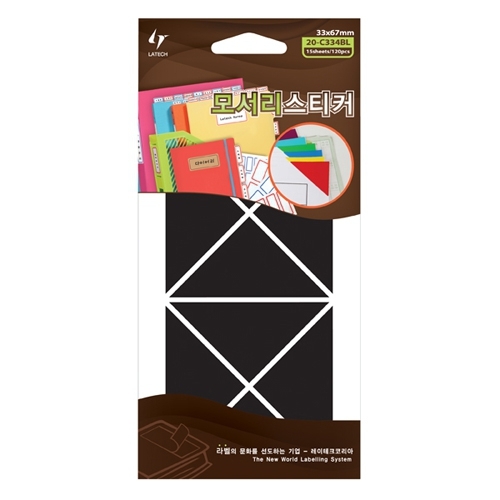 LATECH
33x67mm
20-C334BL
15sheets/120pcs
모서리스티커
라벨의 문화를 선도하는 기업 - 레이테크코리아
The New World Labelling System